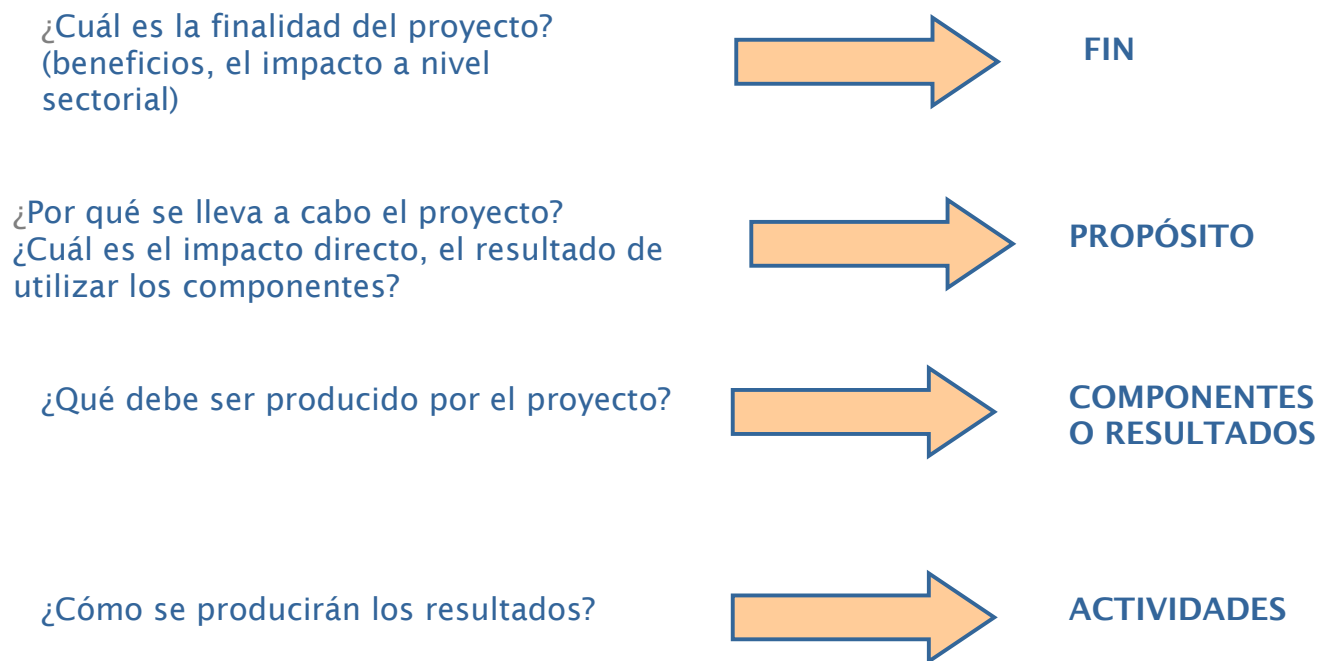 ¿Cuál es la finalidad del proyecto?
(beneficios, el impacto a nivel
sectorial)
FIN
¿Por qué se lleva a cabo el proyecto?
¿Cuál es el impacto directo, el resultado de
utilizar los componentes?
PROPÓSITO
¿Qué debe ser producido por el proyecto?
COMPONENTES
O RESULTADOS
¿Cómo se producirán los resultados?
ACTIVIDADES